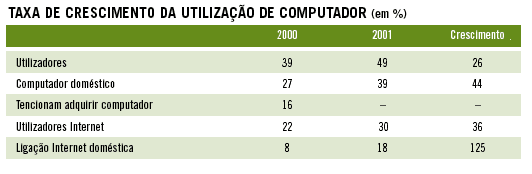 TAXA DE CRESCIMENTO DA UTILIZAÇÃO DE COMPUTADOR (em %)
2000 2001 Crescimento .
Utilizadores 39 49 26
Computador doméstico 27 39 44
Tencionam adquirir computador 16 – –
Utilizadores Internet 22 30 36
Ligação Internet doméstica 8 18 125